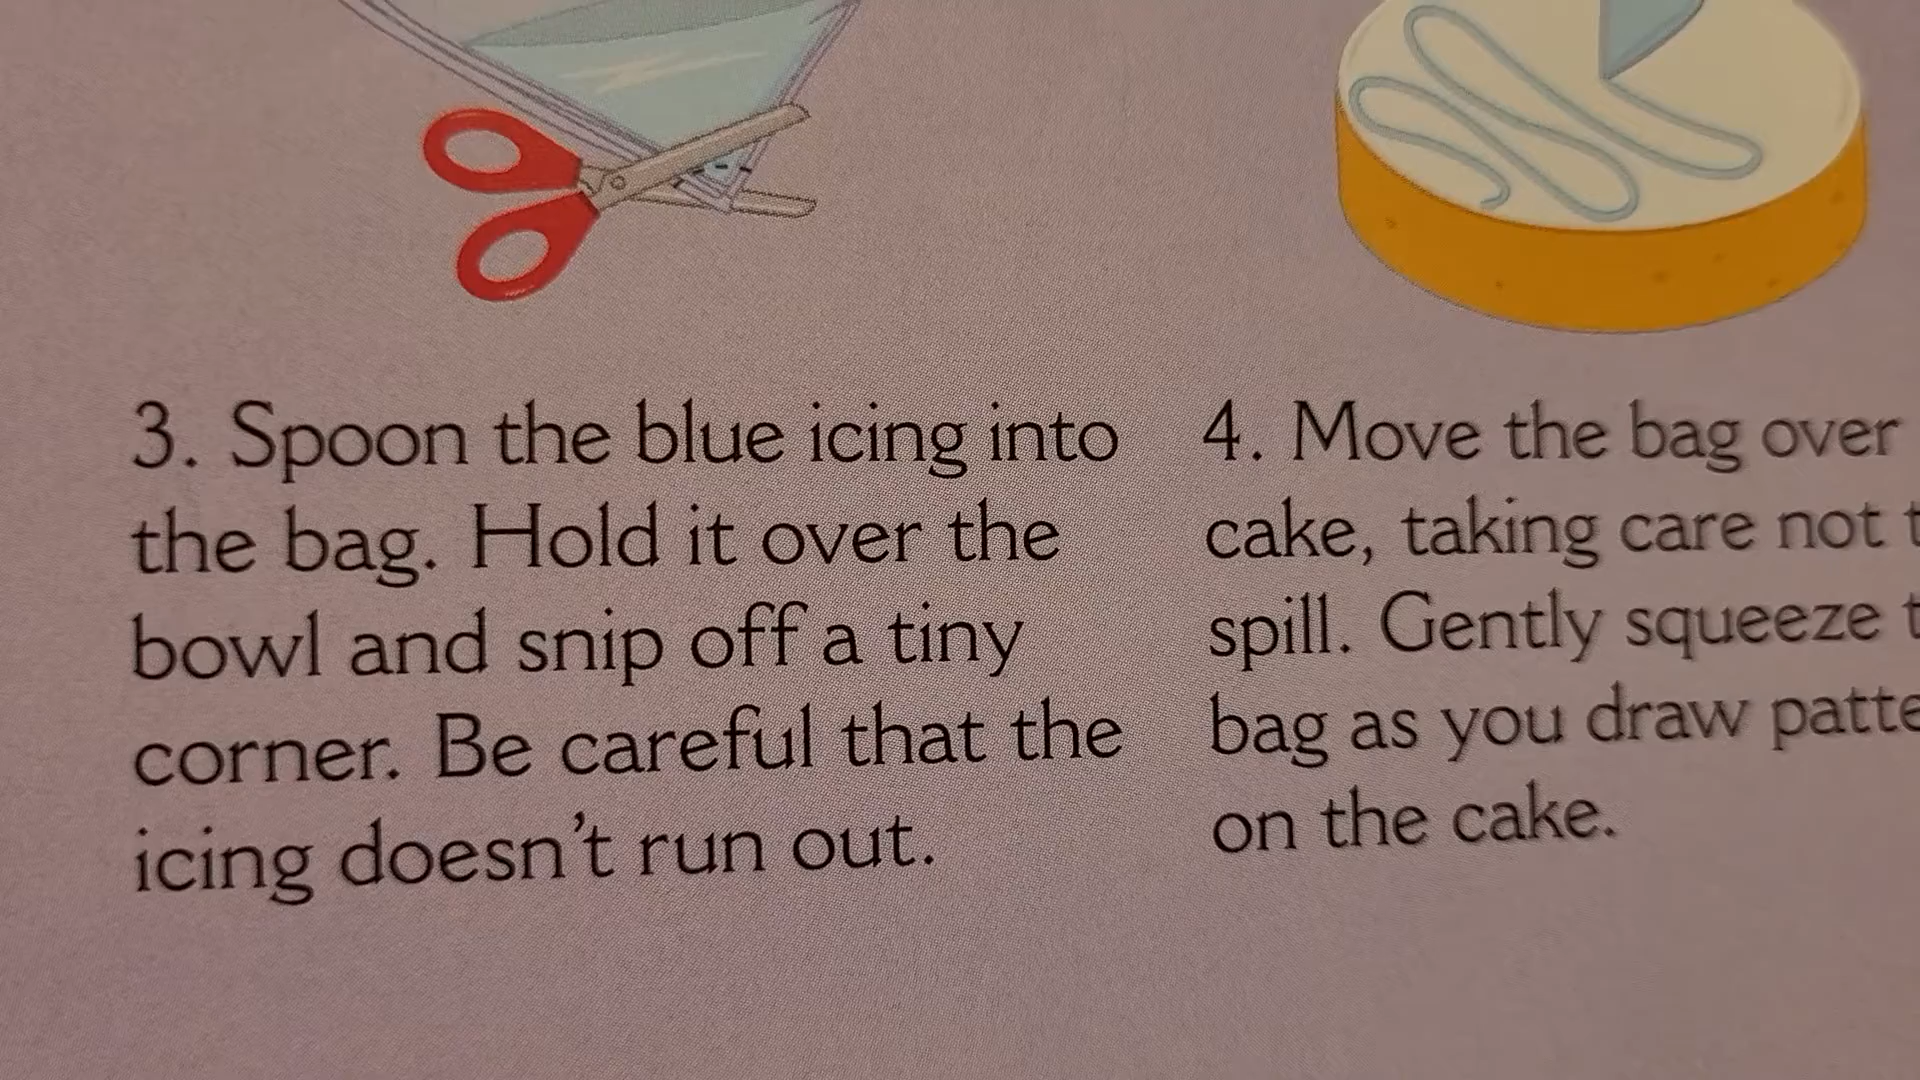 3. Spoon the blue icing into
the bag. Hold it over the
bowl and snip off a tiny
corner. Be careful that the
icing doesn't run out.
4. Move the bag over
cake, taking care not
spill. Gently squeeze
bag as you draw
on the cake.